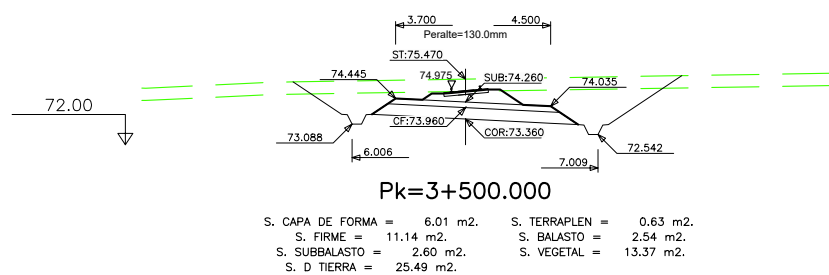 3.700 4.500
Peralte=130.0mm
ST:75.470
74.445 74.975 SUB:74.260 74.035
72.00
CF:73.960
73.088 COR:73.360 72.542
6.006 7.009
Pk=3+500.000
S. CAPA DE FORMA = 6.01 m2. S. TERRAPLEN = 0.63 m2.
S. FIRME = 11.14 m2. S. BALASTO = 2.54 m2.
S. SUBBALASTO = 2.60 m2. S. VEGETAL = 13.37 m2.
S. D TIERRA = 25.49 m2.